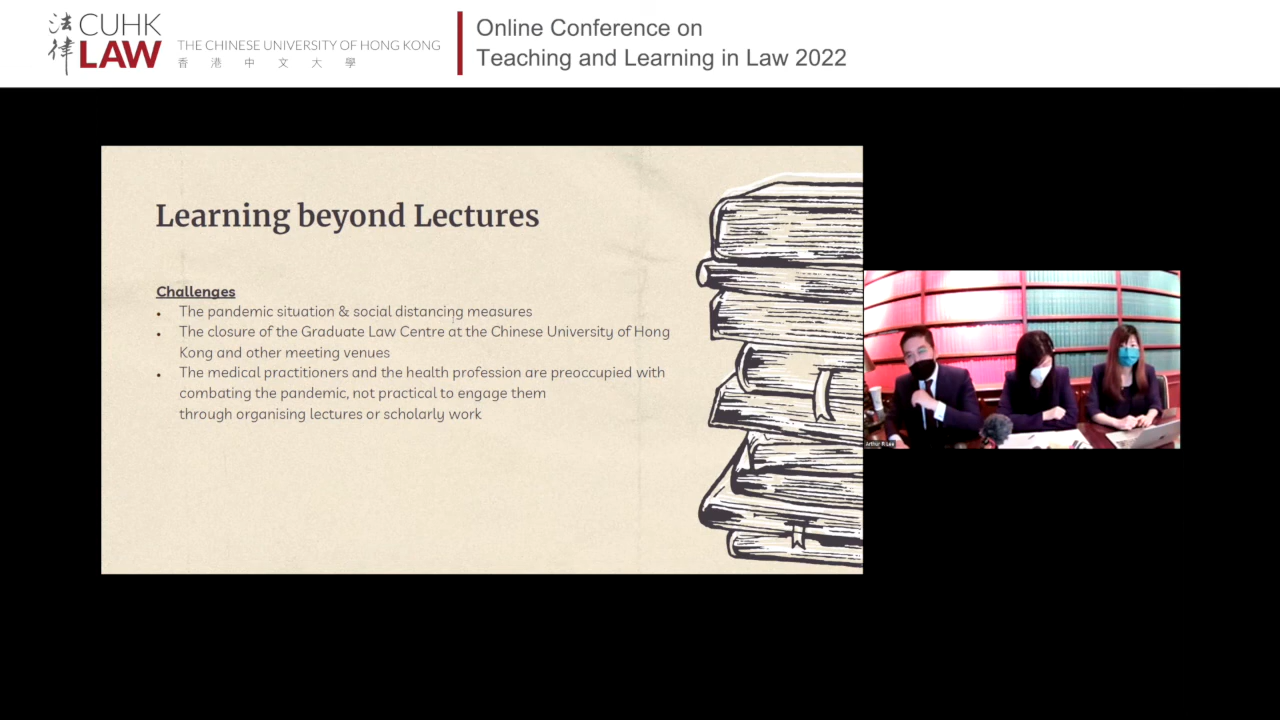 法律
CUHK
LAW
THE CHINESE UNIVERSITY OF HONG KONG
香 港 中 文 大 學
Online Conference on
Teaching and Learning in Law 2022
Learning beyond Lectures
Challenges
• The pandemic situation & social distancing measures
• The closure of the Graduate Law Centre at the Chinese University of Hong
Kong and other meeting venues
• The medical practitioners and the health profession are preoccupied with
combating the pandemic, not practical to engage them
through organising lectures or scholarly work
Arthur R Lee